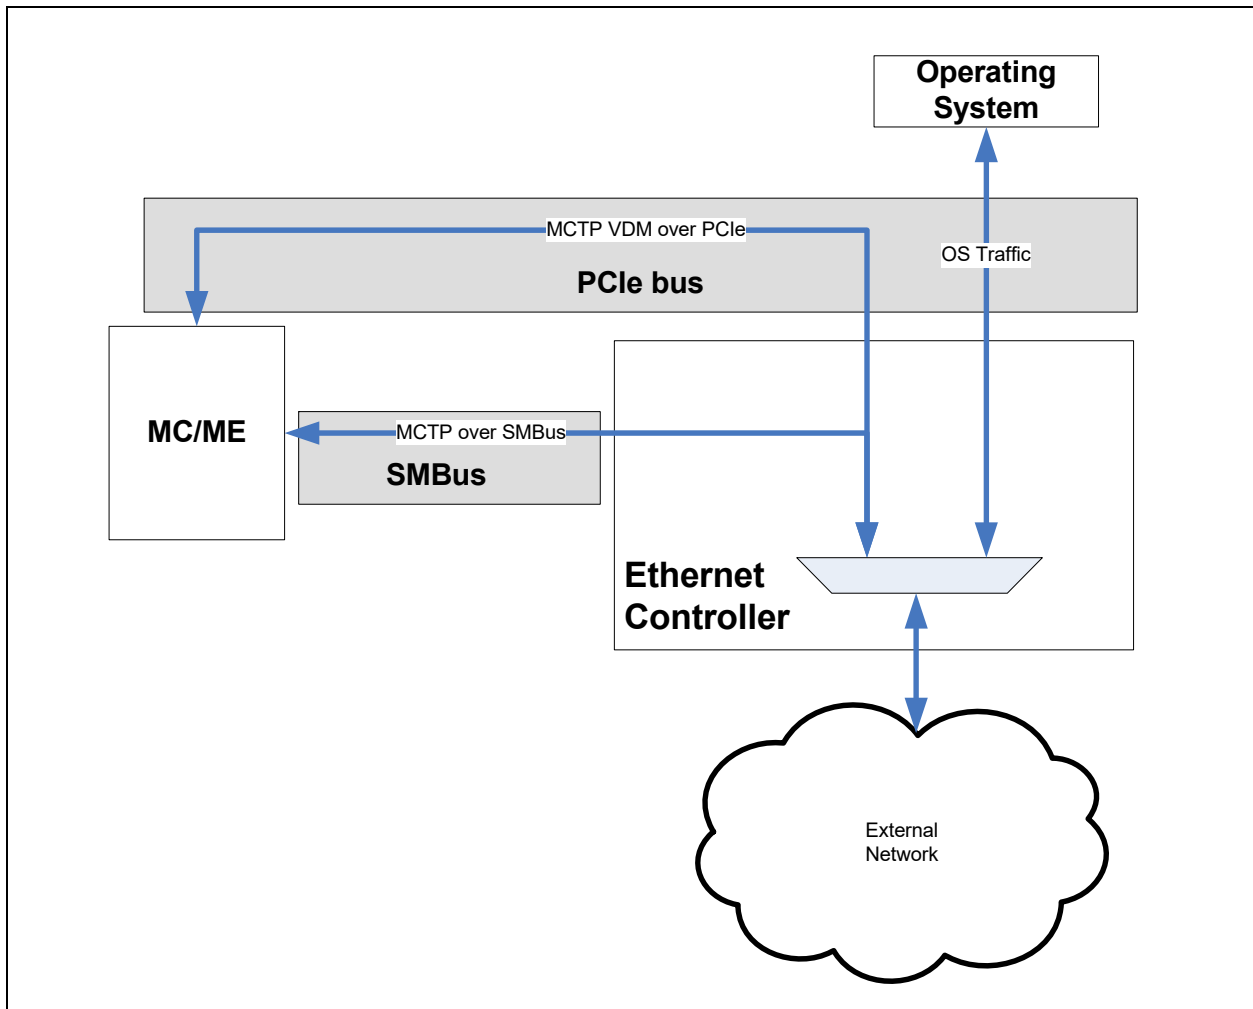 Operating
System
MCTP VDM over PCIe
OS Traffic
PCIe bus
MC/ME
MCTP over SMBus
SMBus
Ethernet
Controller
External
Network